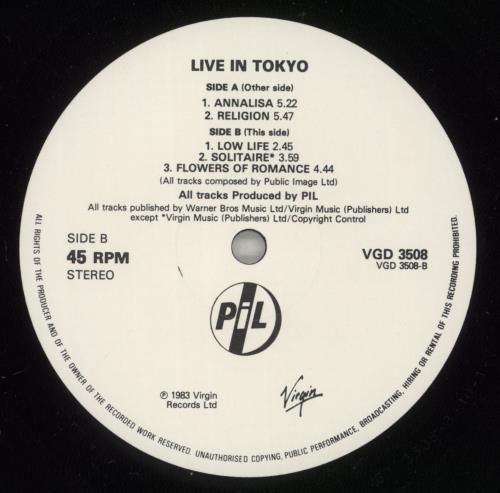 LIVE IN TOKYO
SIDE A (Other side)
1. ANNALISA 5.22
2. RELIGION 5.47
SIDE B (This side)
1. LOW LIFE 2.45
2. SOLITAIRE* 3.59
3. FLOWERS OF ROMANCE 4.44
(All tracks composed by Public Image Ltd)
All tracks Produced by PIL
All tracks published by Warner Bros Music Ltd/Virgin Music (Publishers) Ltd
except *Virgin Music (Publishers) Ltd/Copyright Control
SIDE B
45 RPM
STEREO
VGD 3508
VGD 3508-B
PiL
℗ 1983 Virgin
Records Ltd
Virgin
ALL RIGHTS OF THE PRODUCER AND OF THE OWNER OF THE RECORDED WORK RESERVED. UNAUTHORISED COPYING, PUBLIC PERFORMANCE, BROADCASTING, HIRING OR RENTAL OF THIS RECORDING PROHIBITED.